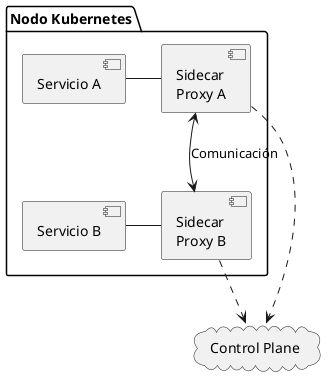 Nodo Kubernetes
Servicio A
Sidecar
Proxy A
Comunicación
Servicio B
Sidecar
Proxy B
Control Plane